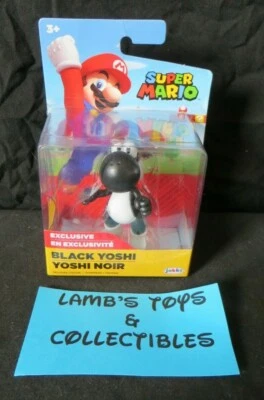 SUPER
MARIO
EXCLUSIVE
EN EXCLUSIVITÉ
BLACK YOSHI
YOSHI NOIR
3+
jakks
LAMB'S TOYS
&
COLLECTIBLES